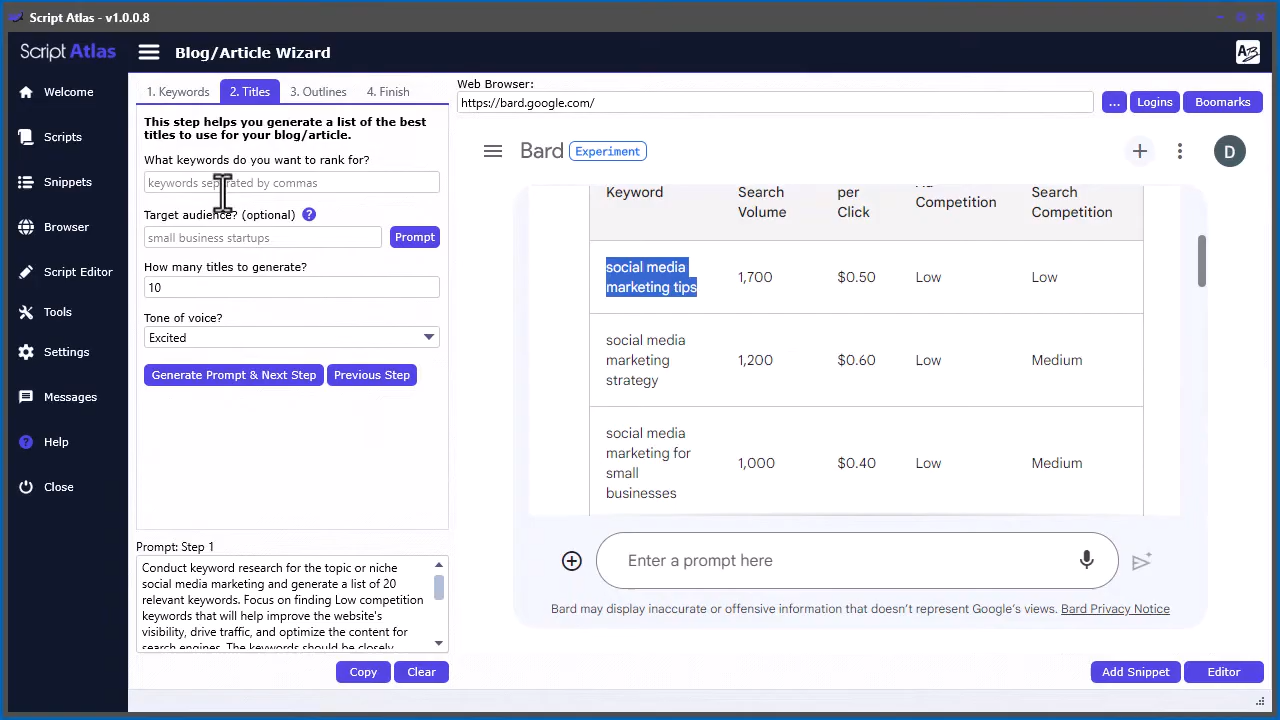 Script Atlas - v1.0.0.8
Script Atlas
Blog/Article Wizard
Welcome
Scripts
Snippets
Browser
Script Editor
Tools
Settings
Messages
Help
Close
1. Keywords
2. Titles
3. Outlines
4. Finish
This step helps you generate a list of the best
titles to use for your blog/article.
What keywords do you want to rank for?
keywords separated by commas
Target audience? (optional)
?
small business startups
Prompt
How many titles to generate?
10
Tone of voice?
Excited
Generate Prompt & Next Step
Previous Step
Prompt: Step 1
Conduct keyword research for the topic or niche
social media marketing and generate a list of 20
relevant keywords. Focus on finding Low competition
keywords that will help improve the website's
visibility, drive traffic, and optimize the content for
search engines. The keywords should be closely
Copy
Clear
Web Browser:
https://bard.google.com/
...
Logins
Boomarks
Bard
Experiment
D
Keyword
Search
Volume
per
Click
Competition
Search
Competition
social media
marketing tips
1,700
$0.50
Low
Low
social media
marketing
strategy
1,200
$0.60
Low
Medium
social media
marketing for
small
businesses
1,000
$0.40
Low
Medium
Enter a prompt here
Bard may display inaccurate or offensive information that doesn't represent Google's views. Bard Privacy Notice
Add Snippet
Editor